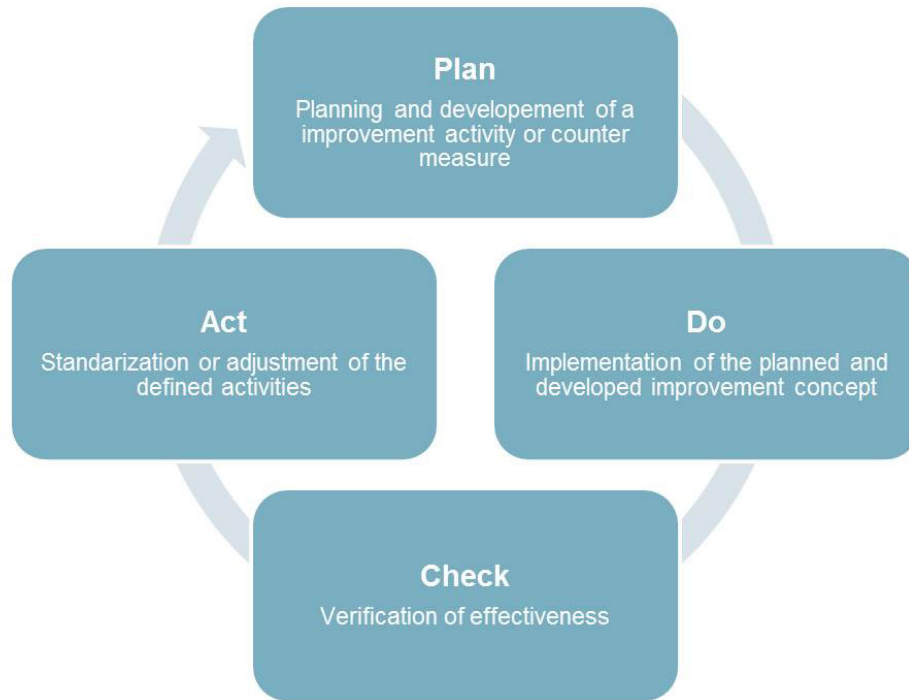 Plan
Planning and developement of a
improvement activity or counter
measure
Act
Standarization or adjustment of the
defined activities
Do
Implementation of the planned and
developed improvement concept
Check
Verification of effectiveness